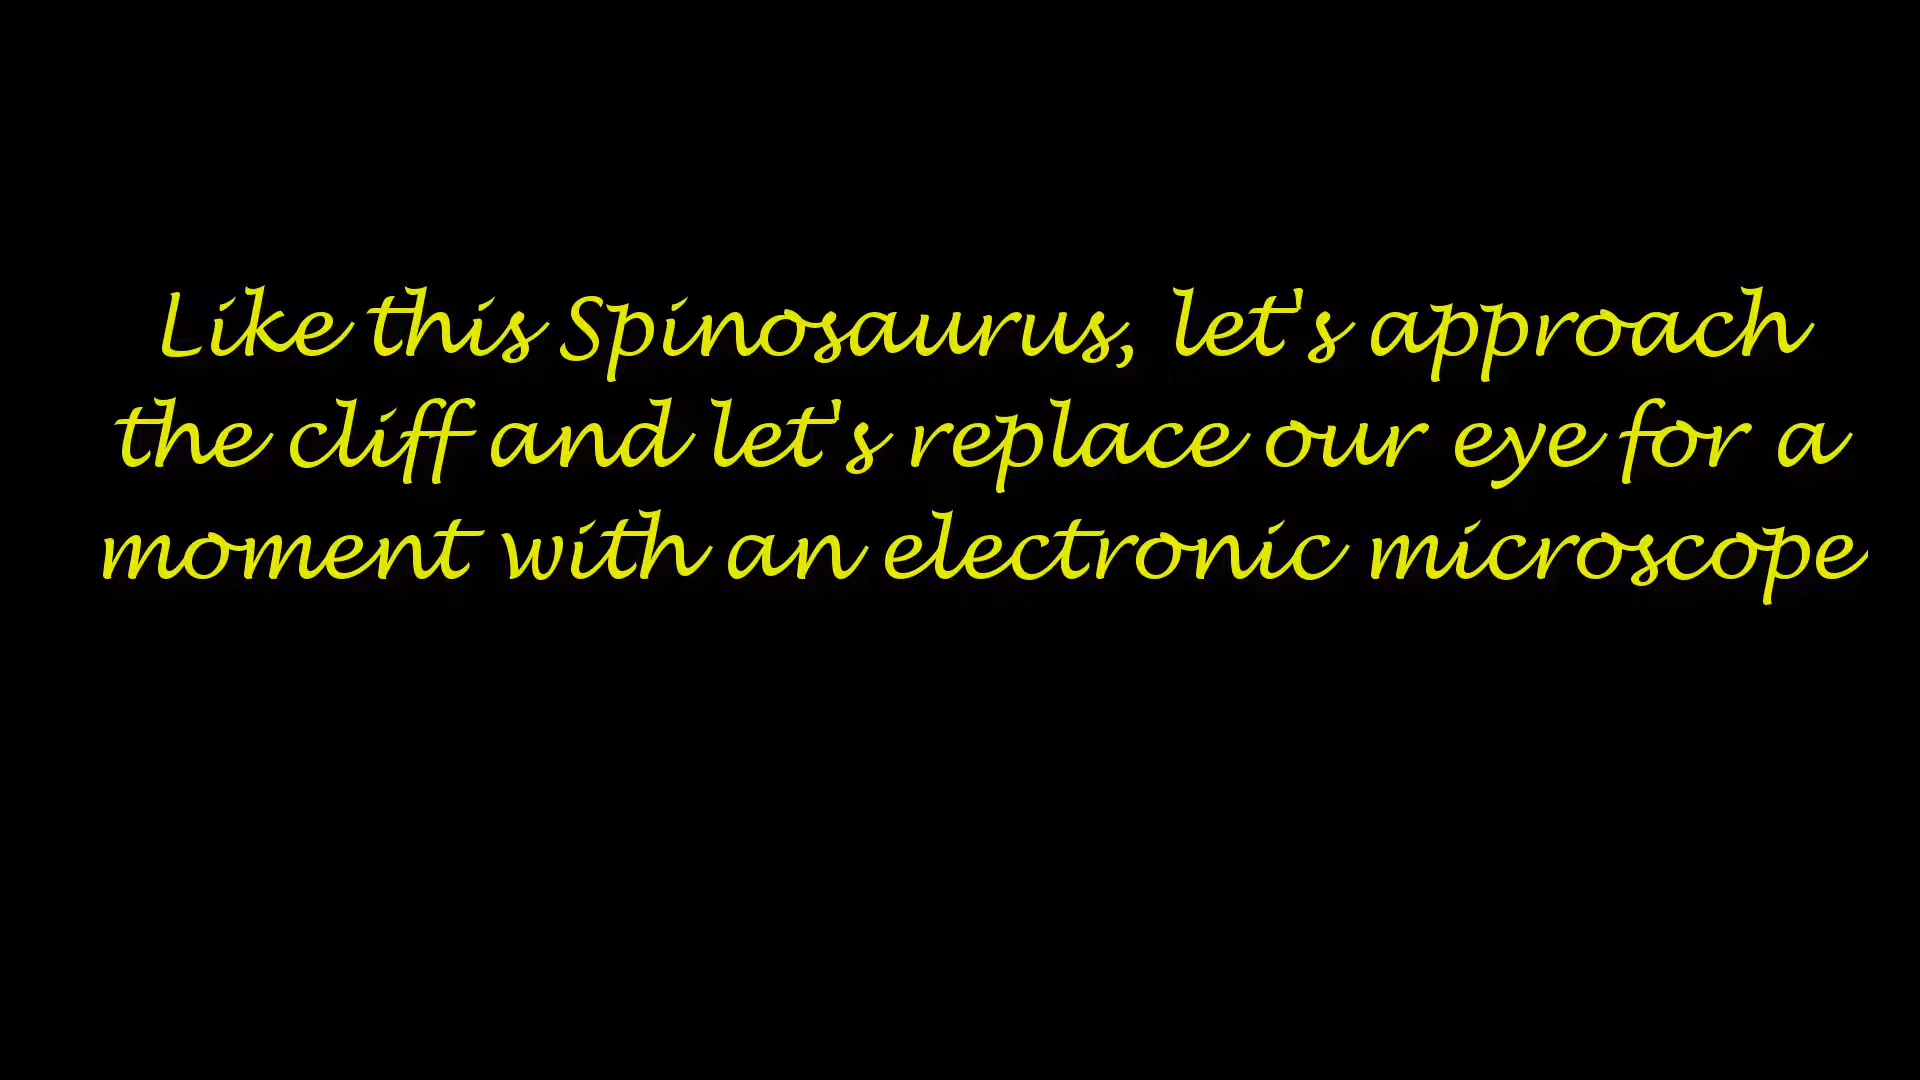 Like this Spinosaurus, let's approach
the cliff and let's replace our eye for a
moment with an electronic microscope